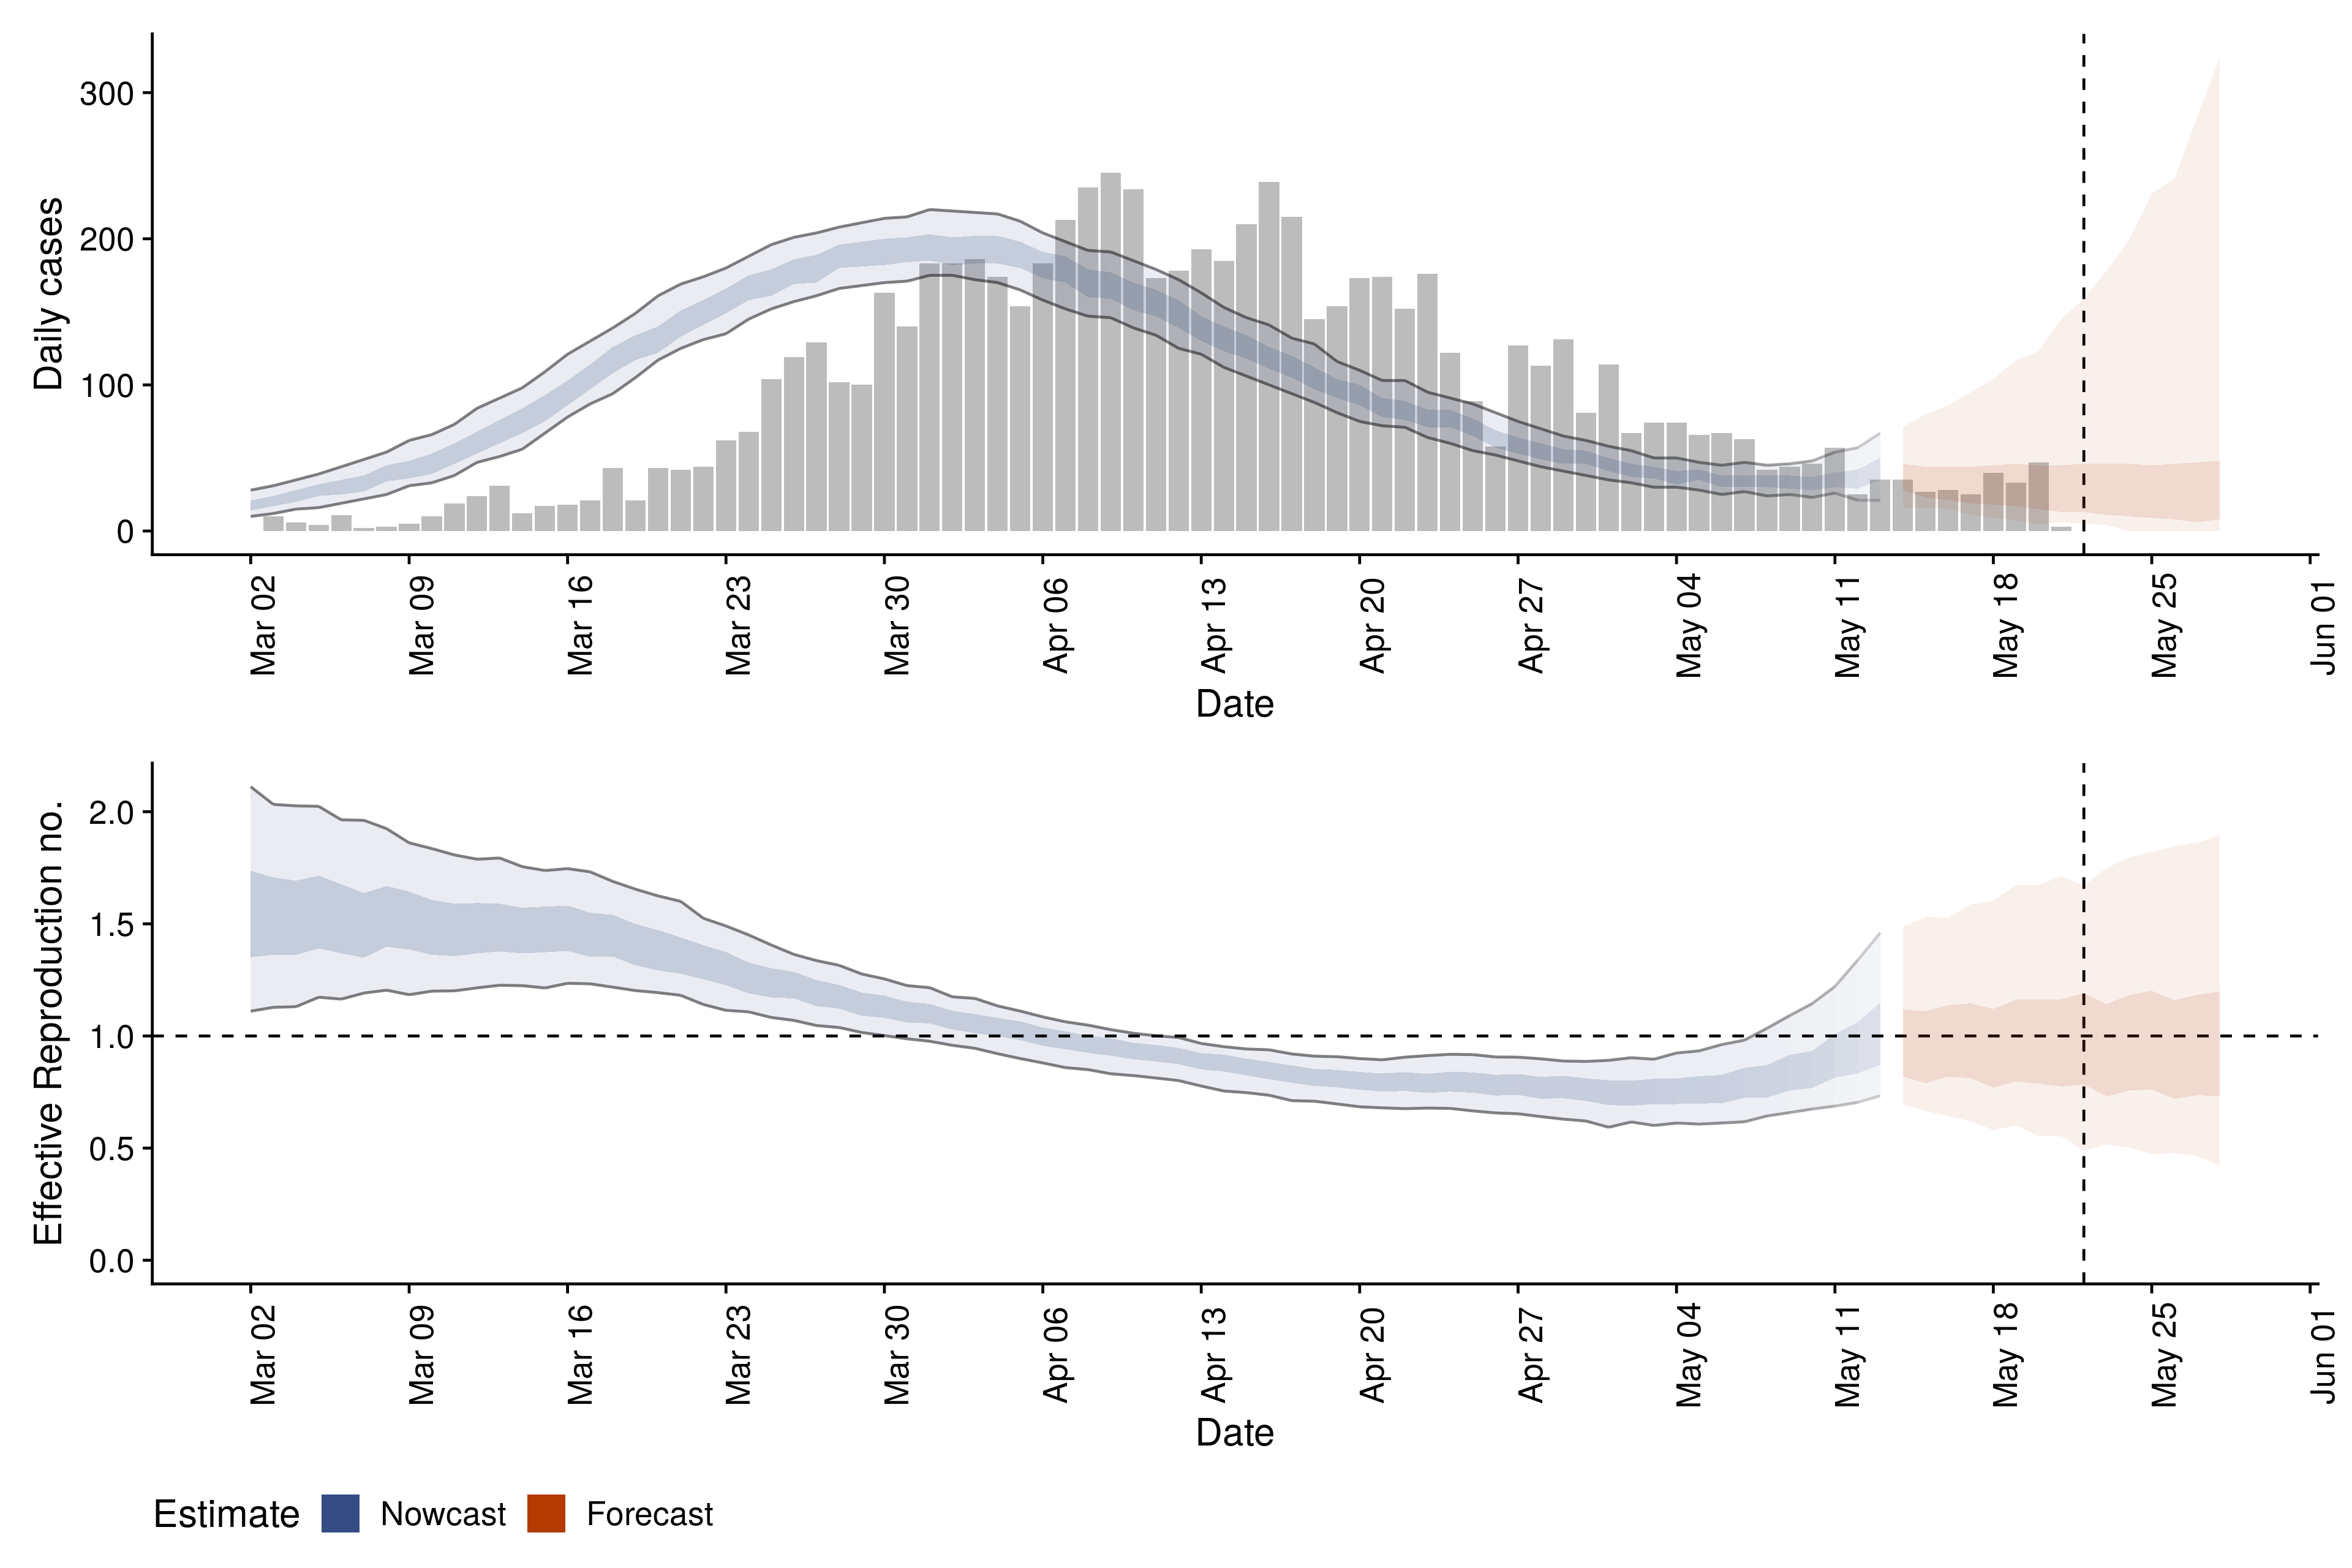 300
200
100
0
Daily cases
Mar 02
Mar 09
Mar 16
Mar 23
Mar 30
Apr 06
Apr 13
Apr 20
Apr 27
May 04
May 11
May 18
May 25
Jun 01
Date
2.0
1.5
1.0
0.5
0.0
Effective Reproduction no.
Mar 02
Mar 09
Mar 16
Mar 23
Mar 30
Apr 06
Apr 13
Apr 20
Apr 27
May 04
May 11
May 18
May 25
Jun 01
Date
Estimate Nowcast Forecast